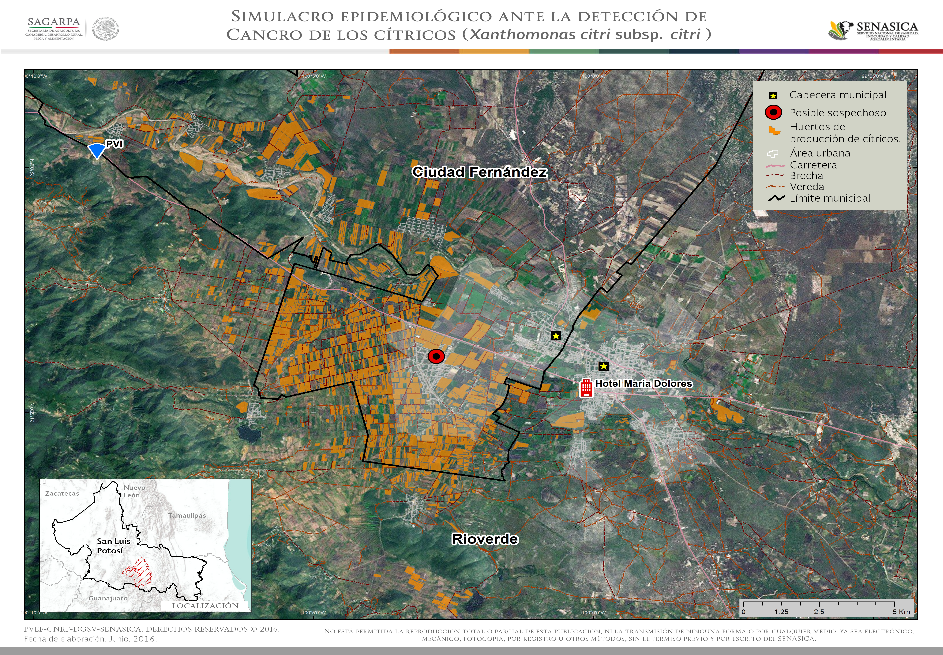 SIMULACRO EPIDEMIOLÓGICO ANTE LA DETECCIÓN DE
CANCRO DE LOS CÍTRICOS (Xanthomonas citri subsp. citri )
SAGARPA
SENASICA
Cabecera municipal
Posible sospechoso
Huertos de
producción de cítricos.
Área urbana
Carretera
Brecha
Vereda
Límite municipal
PVI
Ciudad Fernández
Hotel María Dolores
Rioverde
Zacatecas
Nuevo
León
Tamaulipas
San Luis
Potosí
Guanajuato
LOCALIZACIÓN
0 1.25 2.5 5 Km
PVEF-CNRF-DGSV-SENASICA. DERECHOS RESERVADOS © 2015.
Fecha de elaboración: Julio, 2016